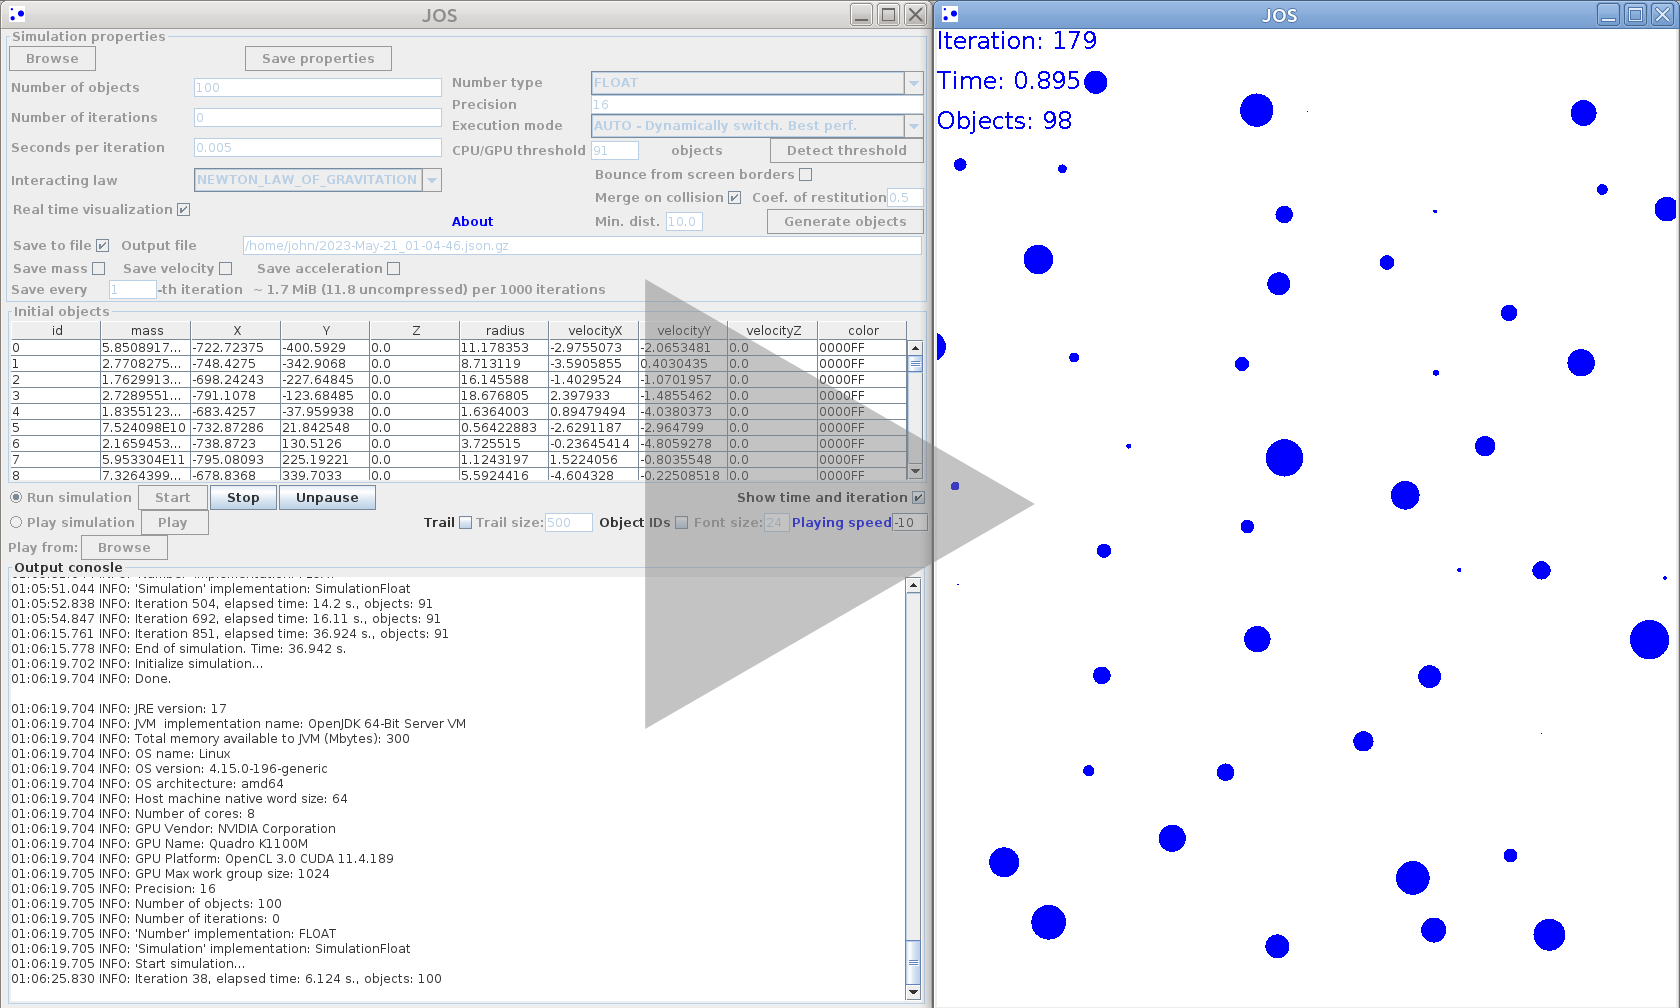 JOS
Simulation properties
Browse
Save properties
Number of objects
100
Number of iterations
0
Seconds per iteration
0.005
Interacting law
NEWTON_LAW_OF_GRAVITATION
Real time visualization
About
Number type
FLOAT
Precision
16
Execution mode
AUTO - Dynamically switch. Best perf.
CPU/GPU threshold
91
objects
Detect threshold
Bounce from screen borders
Merge on collision
Coef. of restitution
0.5
Min. dist.
10.0
Generate objects
Save to file
Output file
/home/john/2023-May-21_01-04-46.json.gz
Save mass
Save velocity
Save acceleration
Save every
1
-th iteration
~ 1.7 MiB (11.8 uncompressed) per 1000 iterations
Initial objects
id mass X Y Z radius velocityX velocityY velocityZ color
0 5.8508917... -722.72375 -400.5929 0.0 11.178353 -2.9755073 -2.0653481 0.0 0000FF
1 2.7708275... -748.4275 -342.9068 0.0 8.713119 -3.5905855 0.4030435 0.0 0000FF
2 1.7629913... -698.24243 -227.64845 0.0 16.145588 -1.4029524 -1.0701957 0.0 0000FF
3 2.7289551... -791.1078 -123.68485 0.0 18.676805 2.397933 -1.4855462 0.0 0000FF
4 1.8355123... -683.4257 -37.959938 0.0 1.6364003 0.89479494 -4.0380373 0.0 0000FF
5 7.524098E10 -732.87286 21.842548 0.0 0.56422883 -2.6291187 -2.964799 0.0 0000FF
6 2.1659453... -738.8723 130.5126 0.0 3.725515 -0.23645414 -4.8059278 0.0 0000FF
7 5.953304E11 -795.08093 225.19221 0.0 1.1243197 1.5224056 -0.8035548 0.0 0000FF
8 7.3264399... -678.8368 339.7033 0.0 5.5924416 -4.604328 -0.22508518 0.0 0000FF
Run simulation
Start
Stop
Unpause
Show time and iteration
Play simulation
Play
Trail
Trail size:
500
Object IDs
Font size:
24
Playing speed
-10
Play from:
Browse
Output console
01:05:51.044 INFO: 'Simulation' implementation: SimulationFloat
01:05:52.838 INFO: Iteration 504, elapsed time: 14.2 s., objects: 91
01:05:54.847 INFO: Iteration 692, elapsed time: 16.11 s., objects: 91
01:06:15.761 INFO: Iteration 851, elapsed time: 36.924 s., objects: 91
01:06:15.778 INFO: End of simulation. Time: 36.942 s.
01:06:19.702 INFO: Initialize simulation...
01:06:19.704 INFO: Done.
01:06:19.704 INFO: JRE version: 17
01:06:19.704 INFO: JVM  implementation name: OpenJDK 64-Bit Server VM
01:06:19.704 INFO: Total memory available to JVM (Mbytes): 300
01:06:19.704 INFO: OS name: Linux
01:06:19.704 INFO: OS version: 4.15.0-196-generic
01:06:19.704 INFO: OS architecture: amd64
01:06:19.704 INFO: Host machine native word size: 64
01:06:19.704 INFO: Number of cores: 8
01:06:19.704 INFO: GPU Vendor: NVIDIA Corporation
01:06:19.704 INFO: GPU Name: Quadro K1100M
01:06:19.704 INFO: GPU Platform: OpenCL 3.0 CUDA 11.4.189
01:06:19.705 INFO: GPU Max work group size: 1024
01:06:19.705 INFO: Precision: 16
01:06:19.705 INFO: Number of objects: 100
01:06:19.705 INFO: Number of iterations: 0
01:06:19.705 INFO: 'Number' implementation: FLOAT
01:06:19.705 INFO: 'Simulation' implementation: SimulationFloat
01:06:19.705 INFO: Start simulation...
01:06:25.830 INFO: Iteration 38, elapsed time: 6.124 s., objects: 100
JOS
Iteration: 179
Time: 0.895
Objects: 98